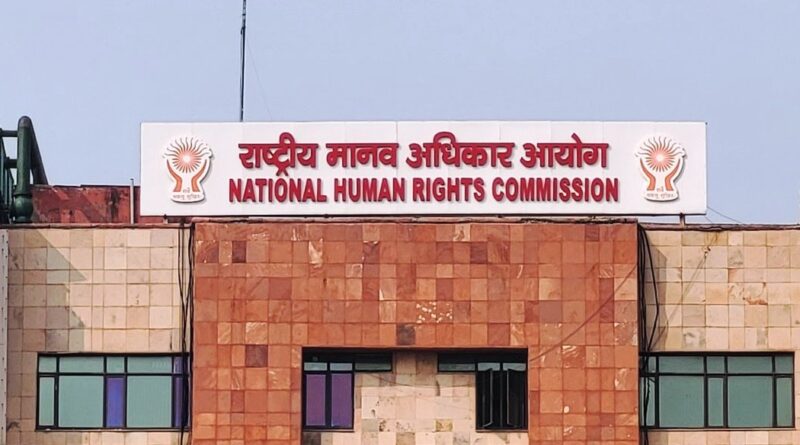 राष्ट्रीय मानव अधिकार आयोग
NATIONAL HUMAN RIGHTS COMMISSION